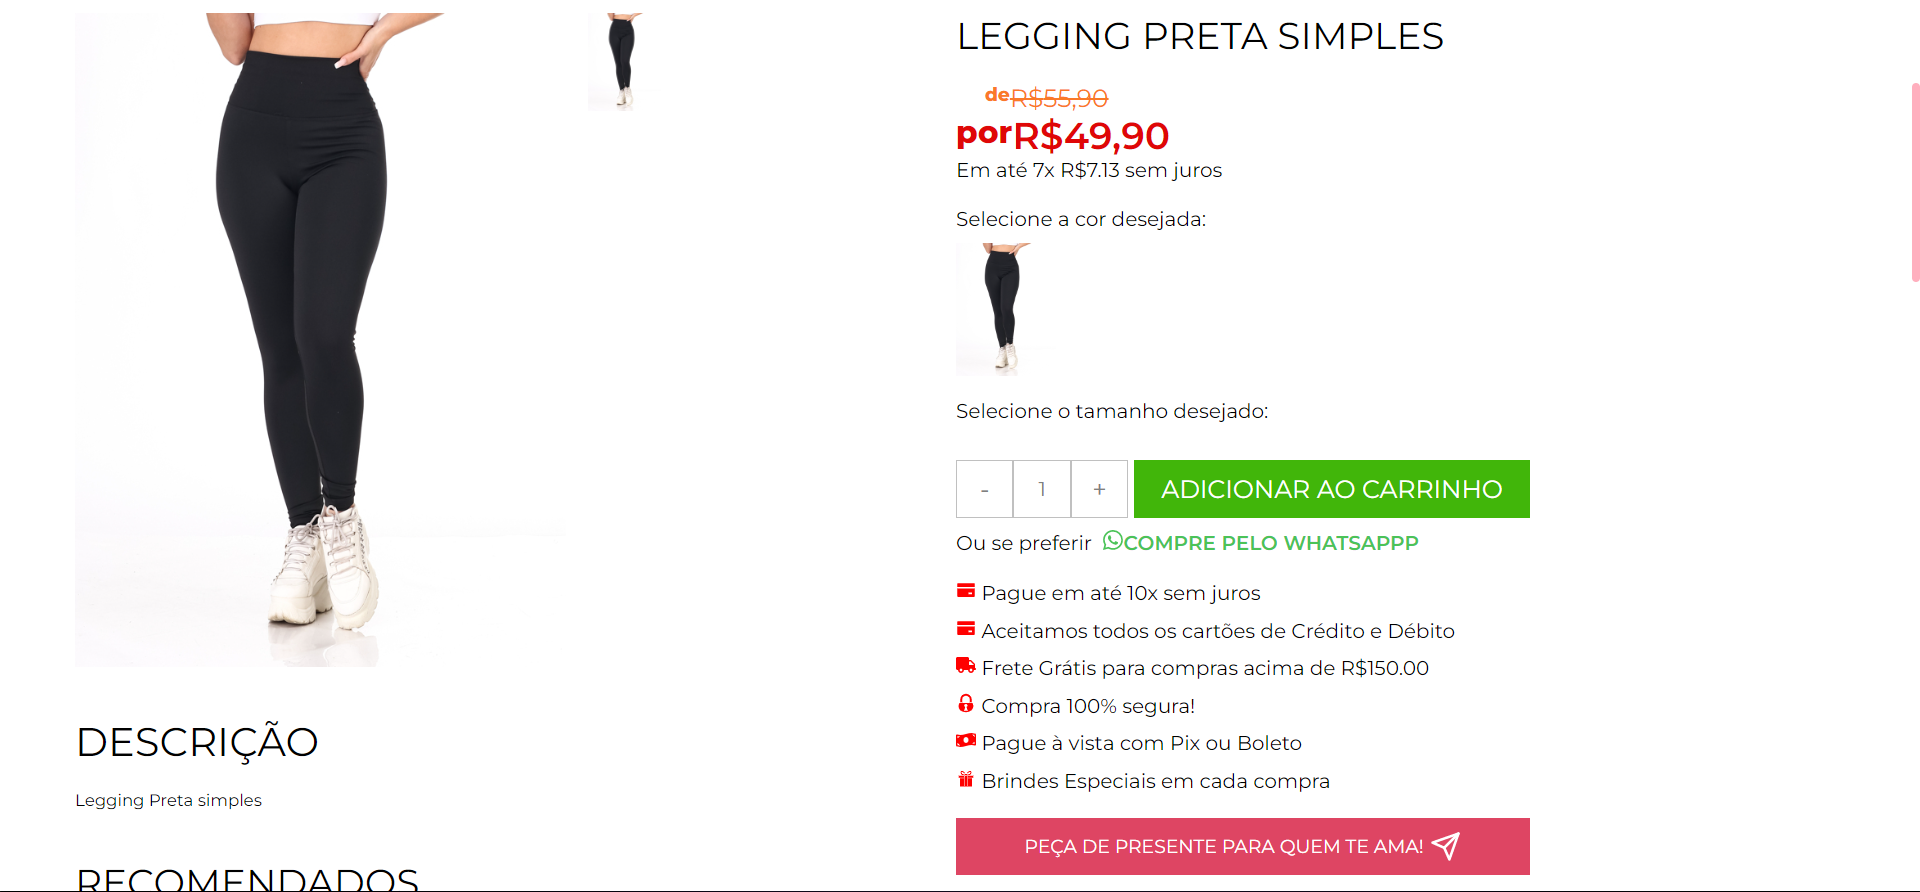 LEGGING PRETA SIMPLES
deR$55,90
porR$49,90
Em até 7x R$7.13 sem juros
Selecione a cor desejada:
Selecione o tamanho desejado:
- 1 + ADICIONAR AO CARRINHO
Ou se preferir COMPRE PELO WHATSAPPP
Pague em até 10x sem juros
Aceitamos todos os cartões de Crédito e Débito
Frete Grátis para compras acima de R$150.00
Compra 100% segura!
Pague à vista com Pix ou Boleto
Brindes Especiais em cada compra
PEÇA DE PRESENTE PARA QUEM TE AMA!
DESCRIÇÃO
Legging Preta simples
RECOMENDADOS